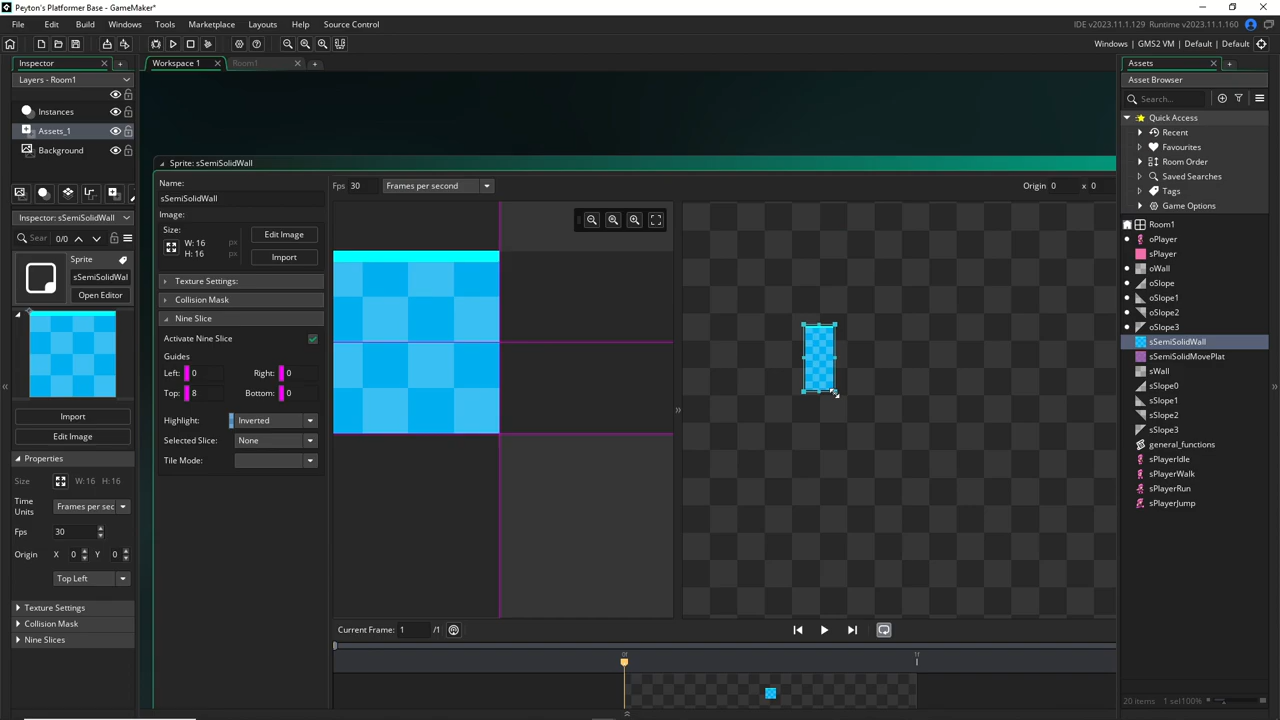 Peyton's Platformer Base - GameMaker*
File Edit Build Windows Tools Marketplace Layouts Help Source Control
IDE v2023.11.1.129 Runtime v2023.11.1.160
Windows | GMS2 VM | Default | Default
Inspector
Workspace 1 Room1
Assets
Layers - Room1
Asset Browser
Instances
Assets_1
Background
Search...
Quick Access
Recent
Favourites
Room Order
Saved Searches
Tags
Game Options
Sprite: sSemiSolidWall
Name:
sSemiSolidWall
Image:
Size:
W: 16 px
H: 16 px
Edit Image
Import
Texture Settings:
Collision Mask
Nine Slice
Activate Nine Slice
Guides
Left: 0 Right: 0
Top: 8 Bottom: 0
Highlight: Inverted
Selected Slice: None
Tile Mode:
Fps 30 Frames per second
Origin 0 x 0
Inspector: sSemiSolidWall
Sear 0/0
Sprite
sSemiSolidWal
Open Editor
Import
Edit Image
Properties
Size W: 16 H: 16
Time Units Frames per sec
Fps 30
Origin X 0 Y 0
Top Left
Texture Settings
Collision Mask
Nine Slices
Current Frame: 1 /1
0f
1f
Room1
oPlayer
sPlayer
oWall
oSlope
oSlope1
oSlope2
oSlope3
sSemiSolidWall
sSemiSolidMovePlat
sWall
sSlope0
sSlope1
sSlope2
sSlope3
general_functions
sPlayerIdle
sPlayerWalk
sPlayerRun
sPlayerJump
20 items 1 sel 100%